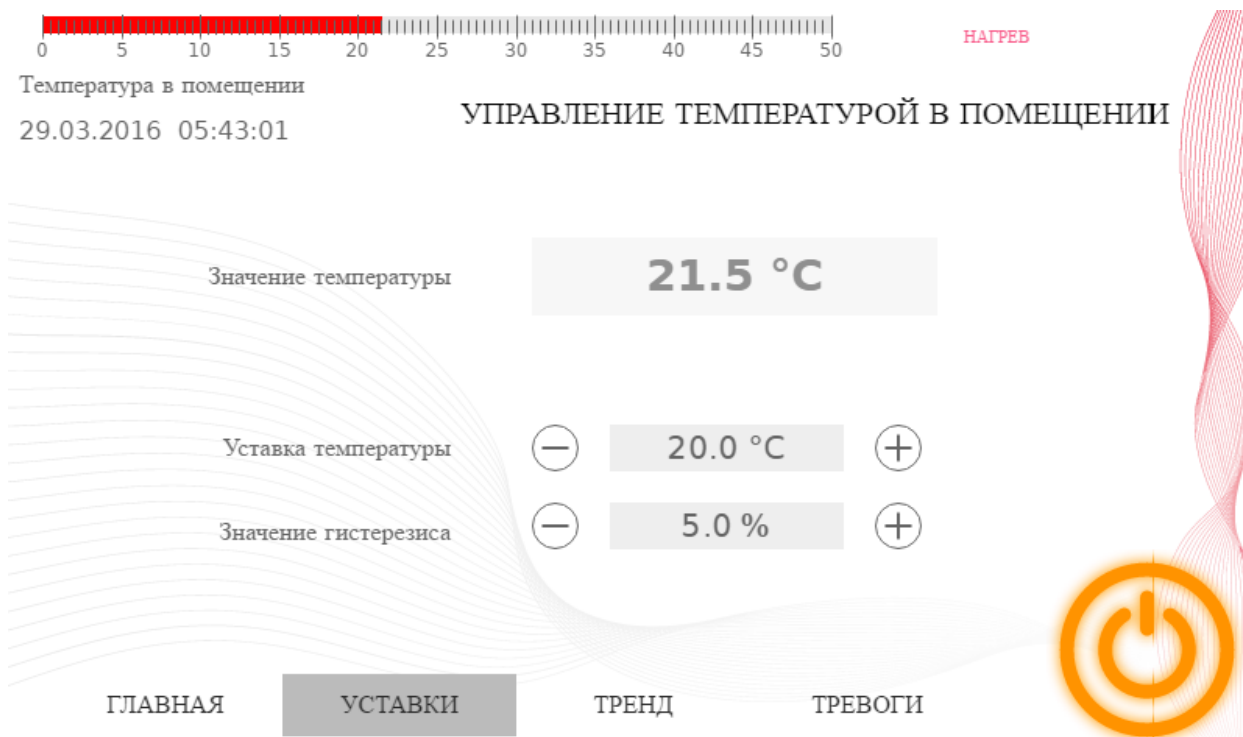 0 5 10 15 20 25 30 35 40 45 50
НАГРЕВ
Температура в помещении
29.03.2016 05:43:01
УПРАВЛЕНИЕ ТЕМПЕРАТУРОЙ В ПОМЕЩЕНИИ
Значение температуры 21.5 °C
Уставка температуры 20.0 °C
Значение гистерезиса 5.0 %
ГЛАВНАЯ УСТАВКИ ТРЕНД ТРЕВОГИ